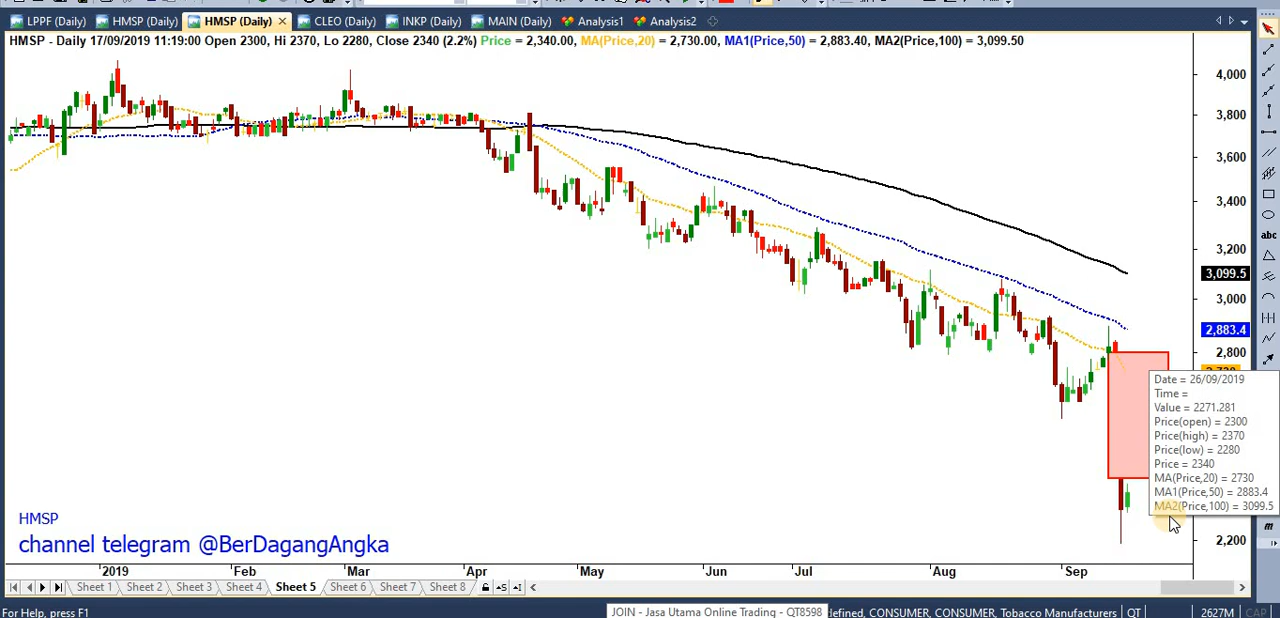 LPPF (Daily) HMSP (Daily) HMSP (Daily) CLEO (Daily) INKP (Daily) MAIN (Daily) Analysis1 Analysis2
HMSP - Daily 17/09/2019 11:19:00 Open 2300, Hi 2370, Lo 2280, Close 2340 (2.2%) Price = 2,340.00, MA(Price,20) = 2,730.00, MA1(Price,50) = 2,883.40, MA2(Price,100) = 3,099.50
4,000
3,800
3,600
3,400
3,200
3,099.5
3,000
2,883.4
2,800
abc
Date = 26/09/2019
Time =
Value = 2271.281
Price(open) = 2300
Price(high) = 2370
Price(low) = 2280
Price = 2340
MA(Price,20) = 2730
MA1(Price,50) = 2883.4
MA2(Price,100) = 3099.5
HMSP
channel telegram @BerDagangAngka
2,200
2019 Feb Mar Apr May Jun Jul Aug Sep
Sheet 1 Sheet 2 Sheet 3 Sheet 4 Sheet 5 Sheet 6 Sheet 7 Sheet 8
For Help, press F1 JOIN - Jasa Utama Online Trading - QT8598 defined, CONSUMER, CONSUMER, Tobacco Manufacturers QT 2627M CAP